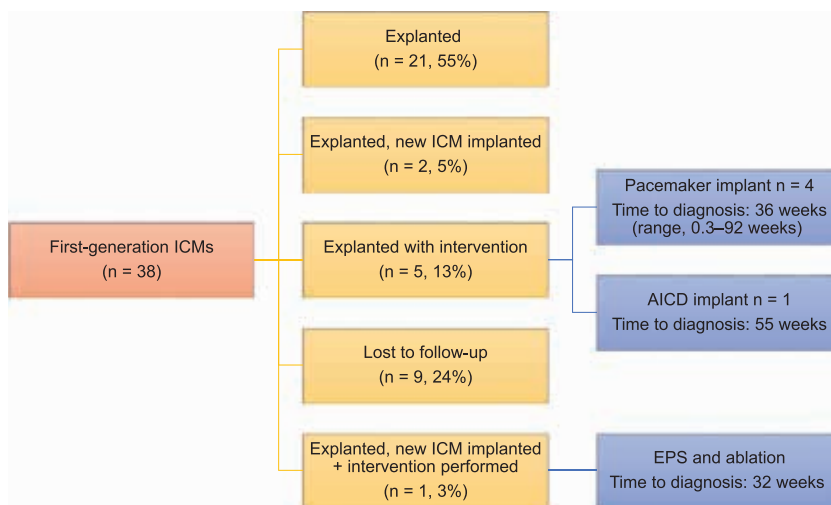 First-generation ICMs
(n = 38)
Explanted
(n = 21, 55%)
Explanted, new ICM implanted
(n = 2, 5%)
Explanted with intervention
(n = 5, 13%)
Pacemaker implant n = 4
Time to diagnosis: 36 weeks
(range, 0.3–92 weeks)
AICD implant n = 1
Time to diagnosis: 55 weeks
Lost to follow-up
(n = 9, 24%)
Explanted, new ICM implanted
+ intervention performed
(n = 1, 3%)
EPS and ablation
Time to diagnosis: 32 weeks